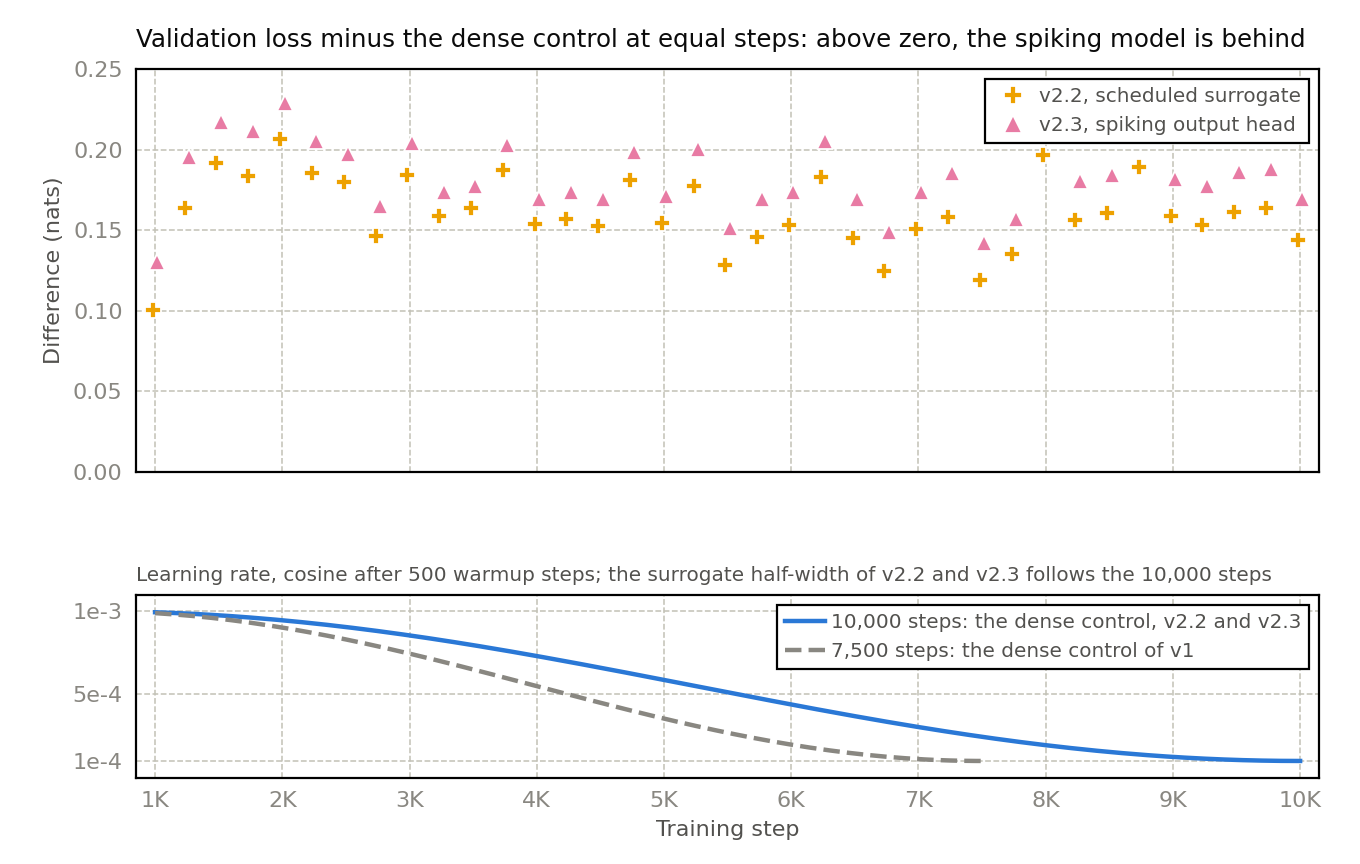 Validation loss minus the dense control at equal steps: above zero, the spiking model is behind
0.25
0.20
0.15
0.10
0.05
0.00
Difference (nats)
v2.2, scheduled surrogate
v2.3, spiking output head
Learning rate, cosine after 500 warmup steps; the surrogate half-width of v2.2 and v2.3 follows the 10,000 steps
1e-3
5e-4
1e-4
10,000 steps: the dense control, v2.2 and v2.3
7,500 steps: the dense control of v1
1K 2K 3K 4K 5K 6K 7K 8K 9K 10K
Training step